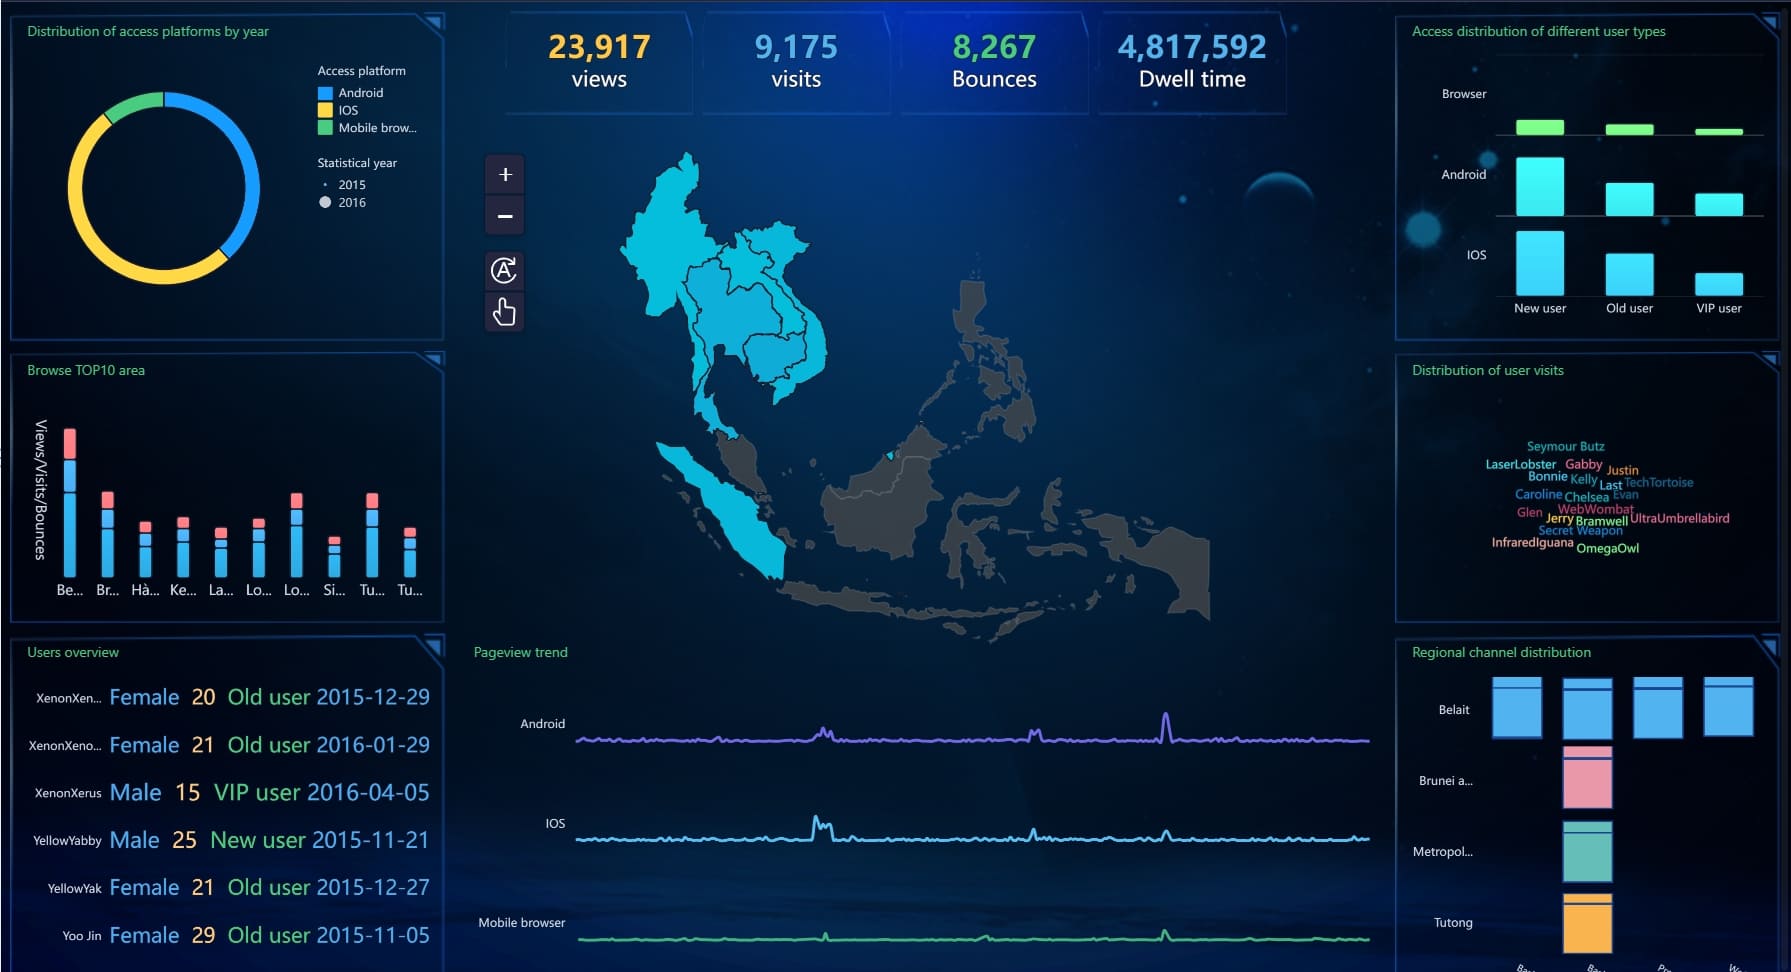 Distribution of access platforms by year
Access platform
Android
IOS
Mobile brow...
Statistical year
2015
2016
23,917
views
9,175
visits
8,267
Bounces
4,817,592
Dwell time
+
−
A
Access distribution of different user types
Browser
Android
IOS
New user Old user VIP user
Browse TOP10 area
Views/Visits/Bounces
Be... Br... Hà... Ke... La... Lo... Lo... Si... Tu... Tu...
Distribution of user visits
Seymour Butz
LaserLobster Gabby Justin
Bonnie Kelly Last TechTortoise
Caroline Chelsea Evan
Glen WebWombat
Jerry Bramwell UltraUmbrellabird
Secret Weapon
InfraredIguana OmegaOwl
Users overview
XenonXen... Female 20 Old user 2015-12-29
XenonXeno... Female 21 Old user 2016-01-29
XenonXerus Male 15 VIP user 2016-04-05
YellowYabby Male 25 New user 2015-11-21
YellowYak Female 21 Old user 2015-12-27
Yoo Jin Female 29 Old user 2015-11-05
Pageview trend
Android
IOS
Mobile browser
Regional channel distribution
Belait
Brunei a...
Metropol...
Tutong